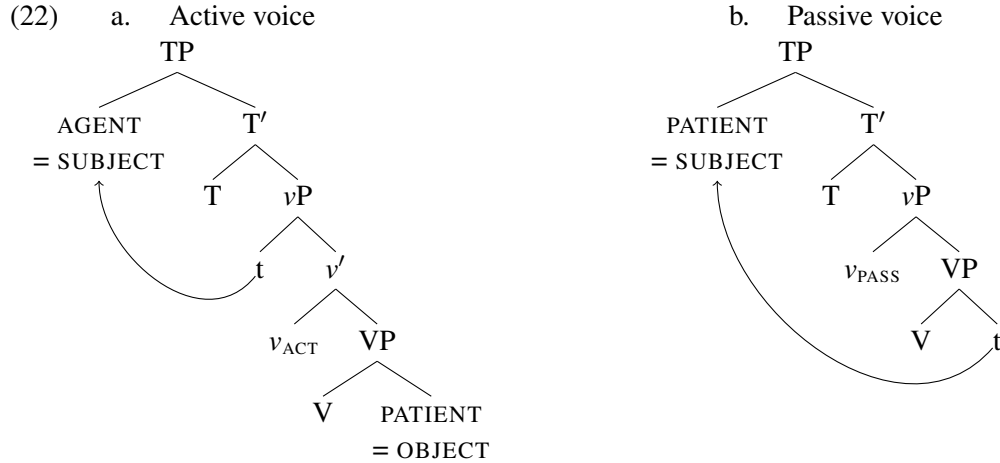 (22) a. Active voice b. Passive voice
TP TP
AGENT T′ PATIENT T′
= SUBJECT = SUBJECT
T vP T vP
t v′ vPASS VP
vACT VP V t
V PATIENT
= OBJECT